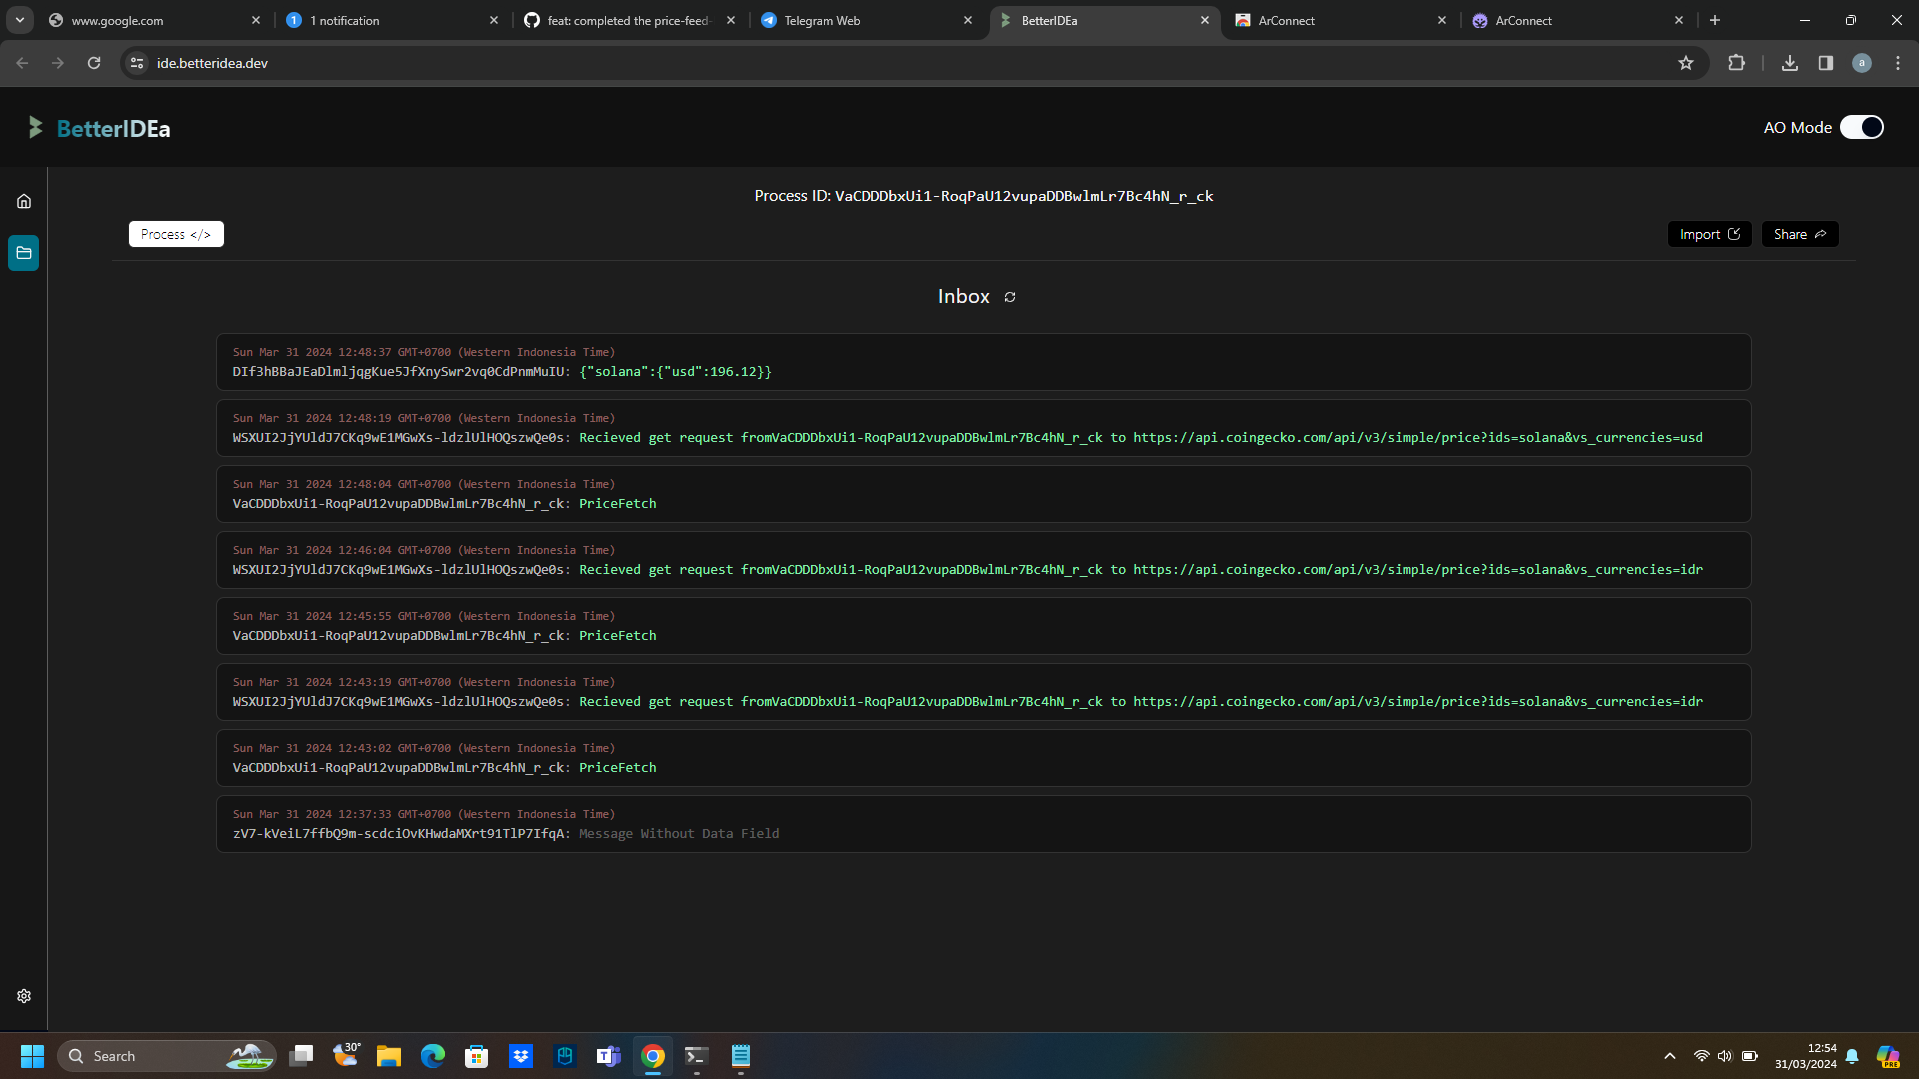 www.google.com
1
1 notification
feat: completed the price-feed-
Telegram Web
BetterIDEa
ArConnect
ArConnect
ide.betteridea.dev
a
BetterIDEa
AO Mode
Process ID: VaCDDDbxUi1-RoqPaU12vupaDDBwlmLr7Bc4hN_r_ck
Process </>
Import
Share
Inbox
Sun Mar 31 2024 12:48:37 GMT+0700 (Western Indonesia Time)
DIf3hBBaJEaDlmljqgKue5JfXnySwr2vq0CdPnmMuIU: {"solana":{"usd":196.12}}
Sun Mar 31 2024 12:48:19 GMT+0700 (Western Indonesia Time)
WSXUI2JjYUldJ7CKq9wE1MGwXs-ldzlUlHOQszwQe0s: Recieved get request fromVaCDDDbxUi1-RoqPaU12vupaDDBwlmLr7Bc4hN_r_ck to https://api.coingecko.com/api/v3/simple/price?ids=solana&vs_currencies=usd
Sun Mar 31 2024 12:48:04 GMT+0700 (Western Indonesia Time)
VaCDDDbxUi1-RoqPaU12vupaDDBwlmLr7Bc4hN_r_ck: PriceFetch
Sun Mar 31 2024 12:46:04 GMT+0700 (Western Indonesia Time)
WSXUI2JjYUldJ7CKq9wE1MGwXs-ldzlUlHOQszwQe0s: Recieved get request fromVaCDDDbxUi1-RoqPaU12vupaDDBwlmLr7Bc4hN_r_ck to https://api.coingecko.com/api/v3/simple/price?ids=solana&vs_currencies=idr
Sun Mar 31 2024 12:45:55 GMT+0700 (Western Indonesia Time)
VaCDDDbxUi1-RoqPaU12vupaDDBwlmLr7Bc4hN_r_ck: PriceFetch
Sun Mar 31 2024 12:43:19 GMT+0700 (Western Indonesia Time)
WSXUI2JjYUldJ7CKq9wE1MGwXs-ldzlUlHOQszwQe0s: Recieved get request fromVaCDDDbxUi1-RoqPaU12vupaDDBwlmLr7Bc4hN_r_ck to https://api.coingecko.com/api/v3/simple/price?ids=solana&vs_currencies=idr
Sun Mar 31 2024 12:43:02 GMT+0700 (Western Indonesia Time)
VaCDDDbxUi1-RoqPaU12vupaDDBwlmLr7Bc4hN_r_ck: PriceFetch
Sun Mar 31 2024 12:37:33 GMT+0700 (Western Indonesia Time)
zV7-kVeiL7ffbQ9m-scdciOvKHwdaMXrt91TlP7IfqA: Message Without Data Field
Search
30°
12:54
31/03/2024
PRE